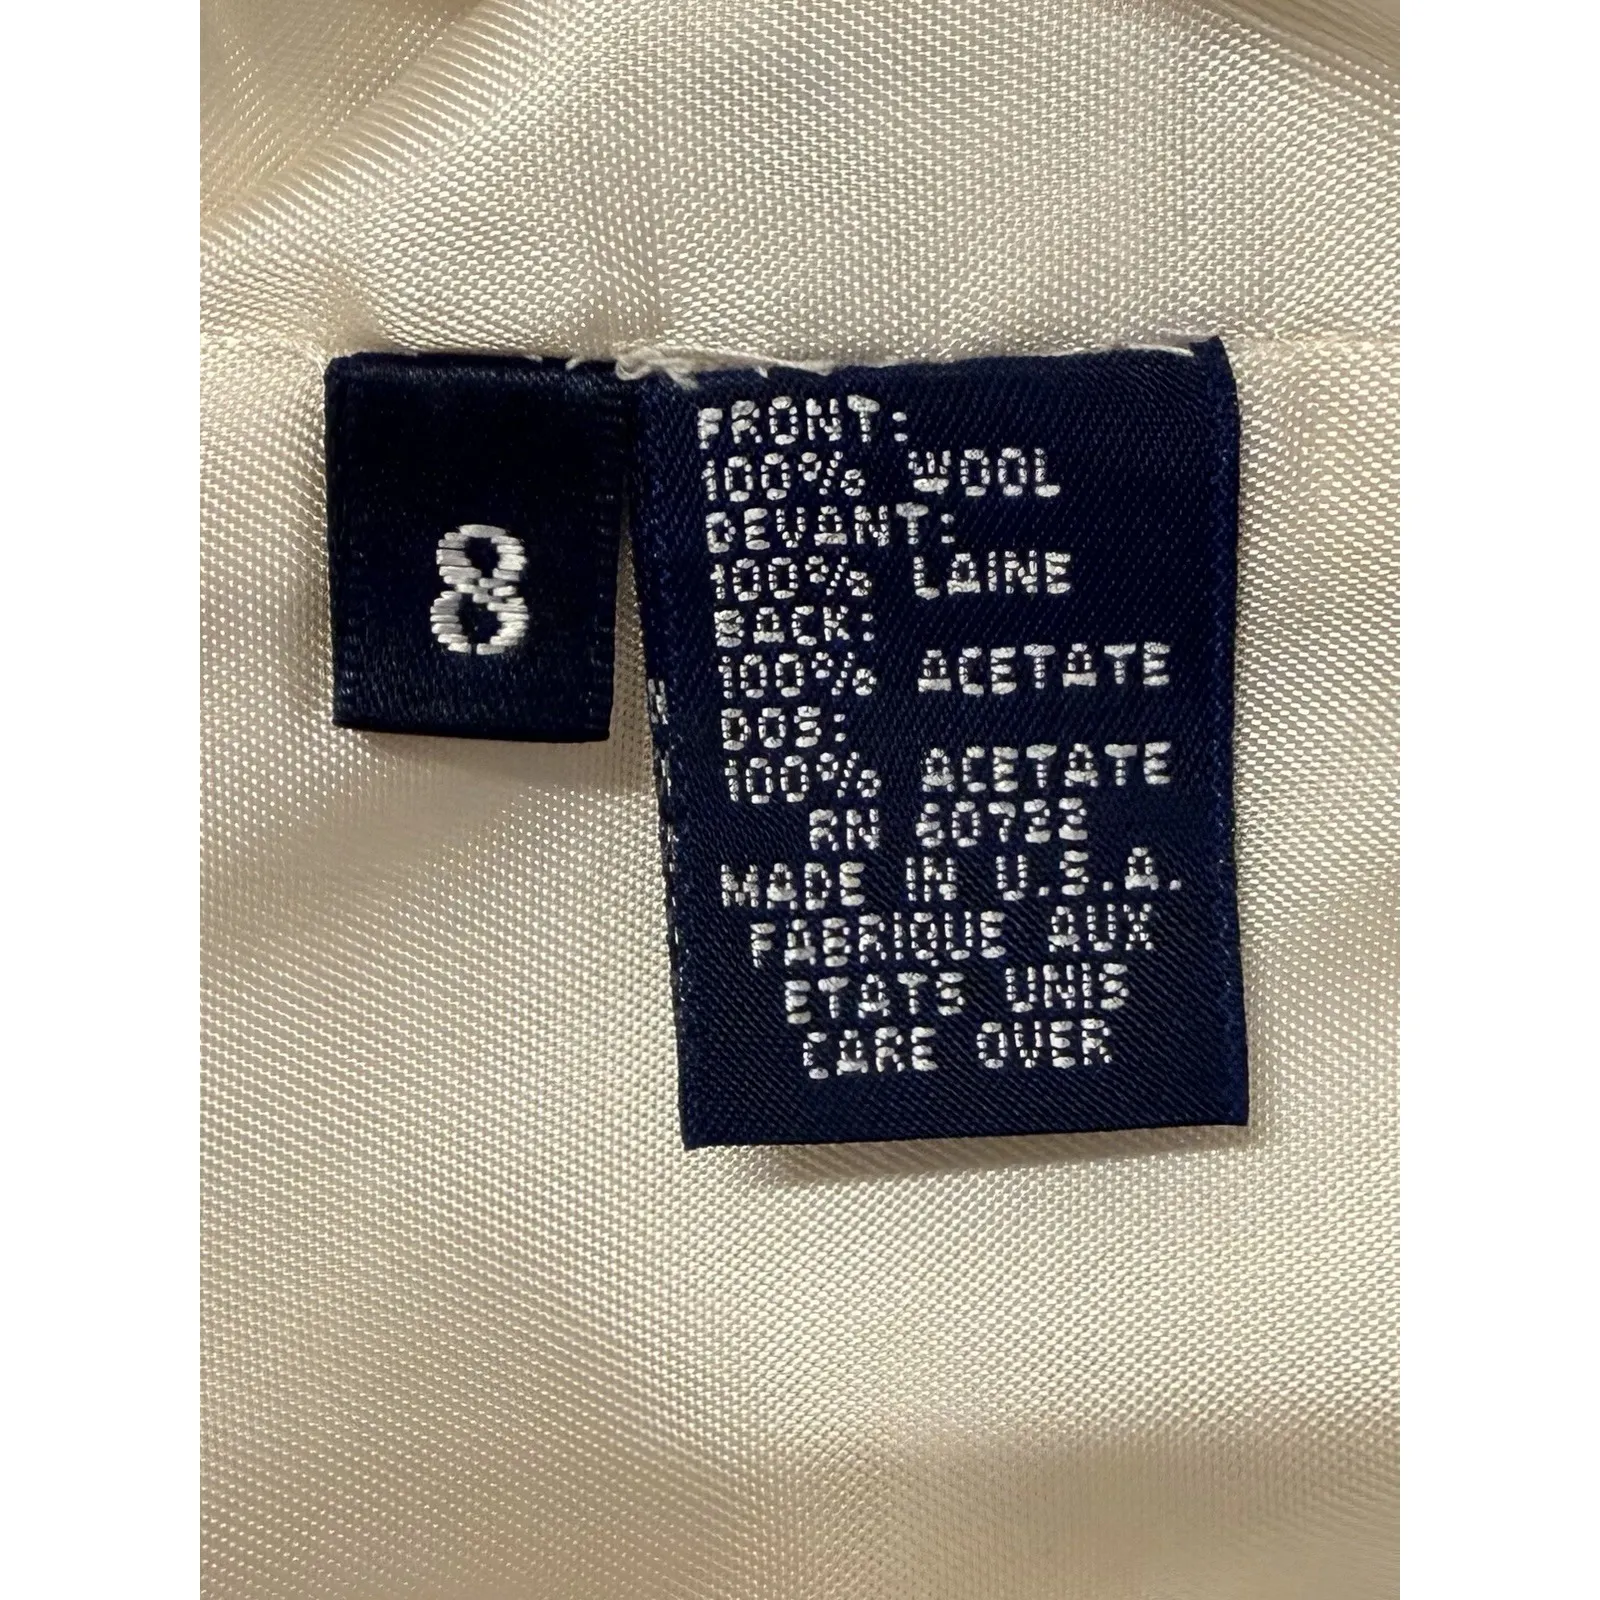 8
FRONT:
100% WOOL
DEVANT:
100% LAINE
BACK:
100% ACETATE
DOS:
100% ACETATE
RN 60722
MADE IN U.S.A.
FABRIQUE AUX
ETATS UNIS
CARE OVER